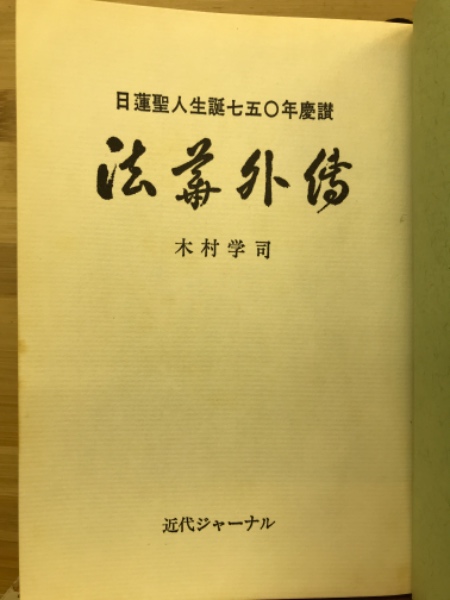 日蓮聖人生誕七五〇年慶讃
法華外傳
木村学司
近代ジャーナル